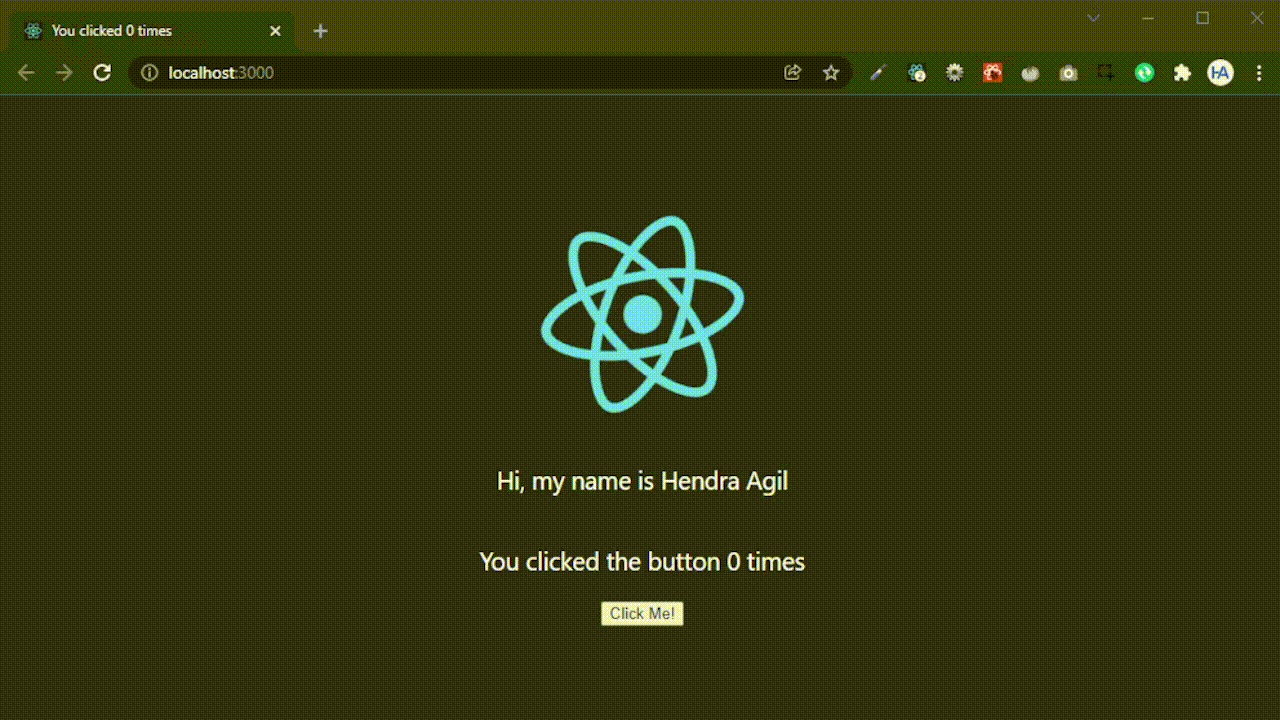 You clicked 0 times
localhost:3000
2
HA
Hi, my name is Hendra Agil
You clicked the button 0 times
Click Me!